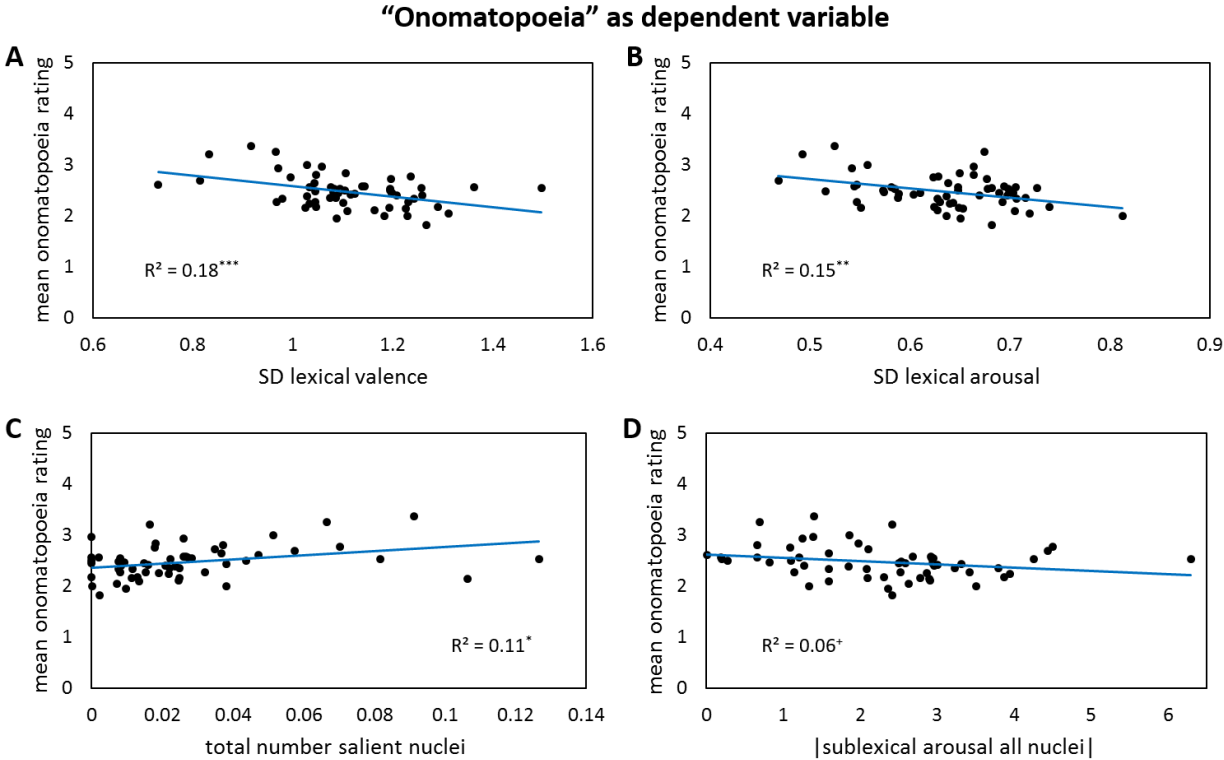 “Onomatopoeia” as dependent variable
A
mean onomatopoeia rating
5
4
3
2
1
0
R² = 0.18***
0.6 0.8 1 1.2 1.4 1.6
SD lexical valence
B
mean onomatopoeia rating
5
4
3
2
1
0
R² = 0.15**
0.4 0.5 0.6 0.7 0.8 0.9
SD lexical arousal
C
mean onomatopoeia rating
5
4
3
2
1
0
R² = 0.11*
0 0.02 0.04 0.06 0.08 0.1 0.12 0.14
total number salient nuclei
D
mean onomatopoeia rating
5
4
3
2
1
0
R² = 0.06⁺
0 1 2 3 4 5 6
|sublexical arousal all nuclei|